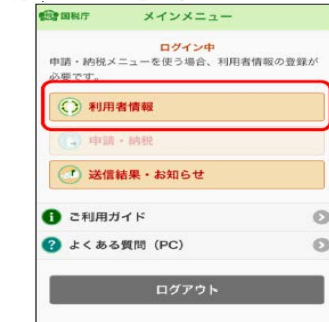 国税庁 メインメニュー
ログイン中
申請・納税メニューを使う場合、利用者情報の登録が
必要です。
利用者情報
申請・納税
送信結果・お知らせ
ご利用ガイド
よくある質問（PC）
ログアウト